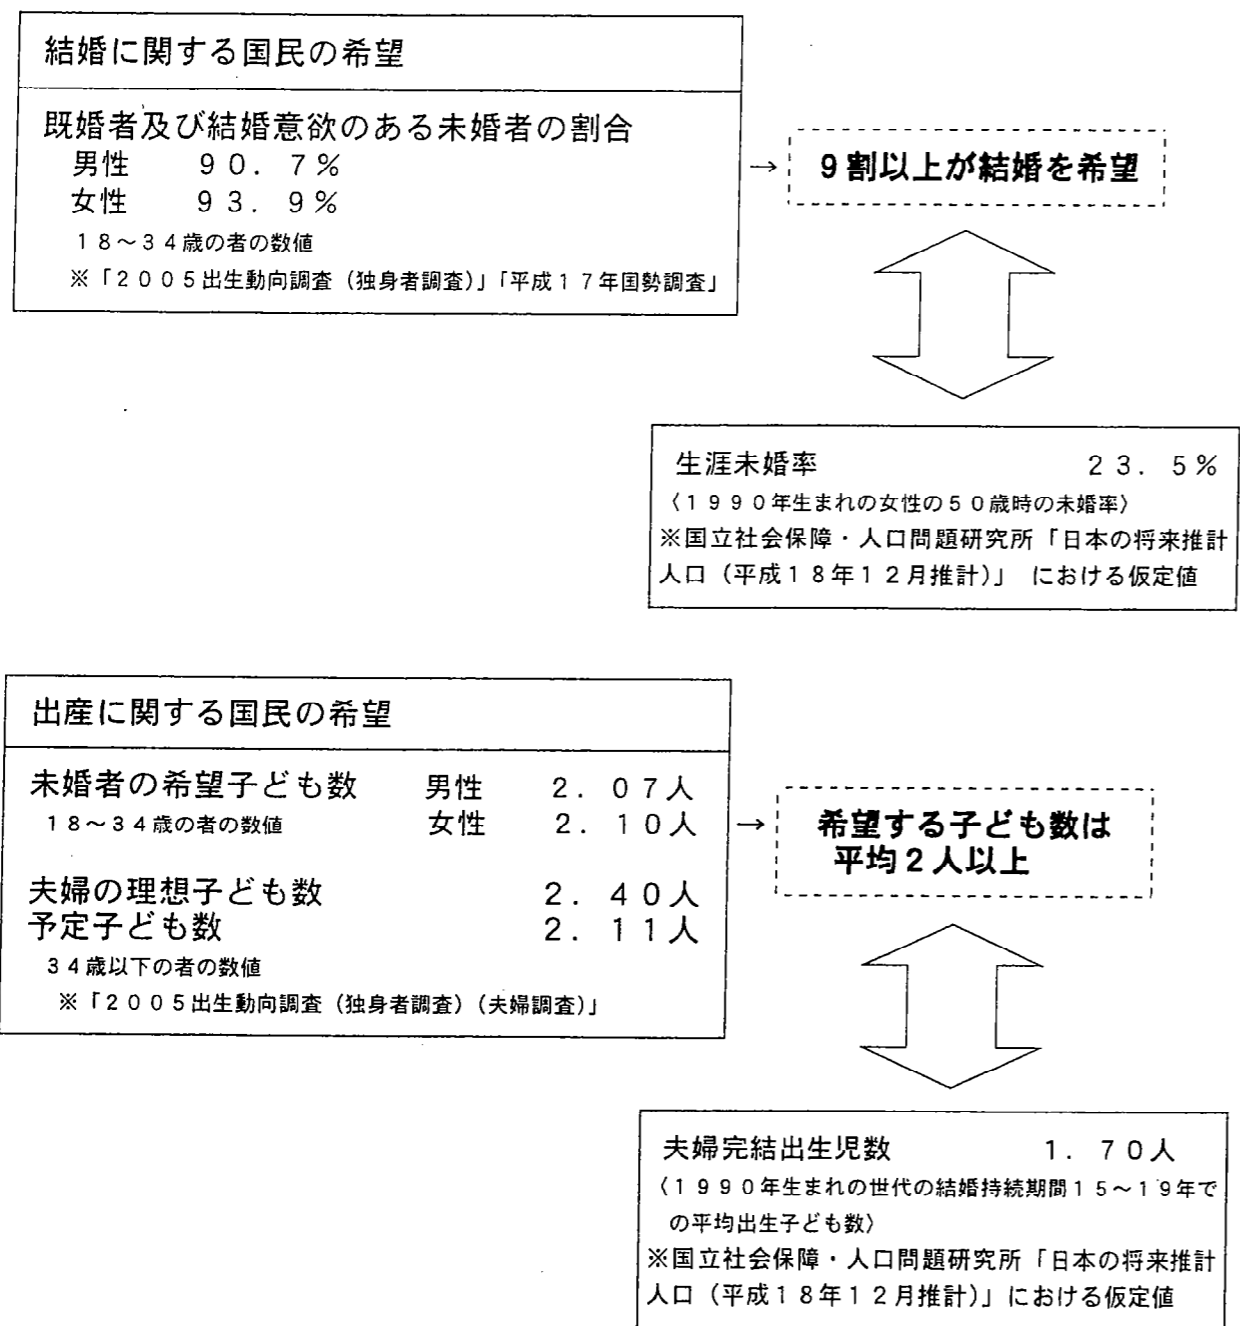 結婚に関する国民の希望
既婚者及び結婚意欲のある未婚者の割合
男性 90.7%
女性 93.9%
18～34歳の者の数値
※「2005出生動向調査（独身者調査）」「平成17年国勢調査」
→ 9割以上が結婚を希望
生涯未婚率 23.5%
〈1990年生まれの女性の50歳時の未婚率〉
※国立社会保障・人口問題研究所「日本の将来推計
人口（平成18年12月推計）」 における仮定値
出産に関する国民の希望
未婚者の希望子ども数 男性 2.07人
18～34歳の者の数値 女性 2.10人
夫婦の理想子ども数 2.40人
予定子ども数 2.11人
34歳以下の者の数値
※「2005出生動向調査（独身者調査）（夫婦調査）」
→ 希望する子ども数は
平均2人以上
夫婦完結出生児数 1.70人
〈1990年生まれの世代の結婚持続期間15～19年で
の平均出生子ども数〉
※国立社会保障・人口問題研究所「日本の将来推計
人口（平成18年12月推計）」における仮定値